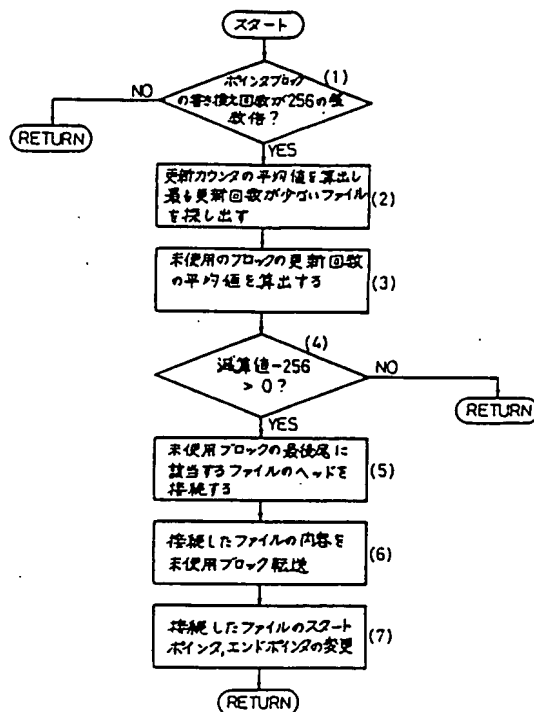 スタート
(1)
ポインタブロック
の書き換え回数が256の整
数倍?
NO
RETURN
YES
更新カウンタの平均値を算出し
最も更新回数が少ないファイル
を探し出す
(2)
未使用のブロックの更新回数
の平均値を算出する
(3)
(4)
減算値-256
> 0?
NO
RETURN
YES
未使用ブロックの最後尾に
該当するファイルのヘッドを
接続する
(5)
接続したファイルの内容を
未使用ブロック転送
(6)
接続したファイルのスタート
ポインタ,エンドポインタの変更
(7)
RETURN